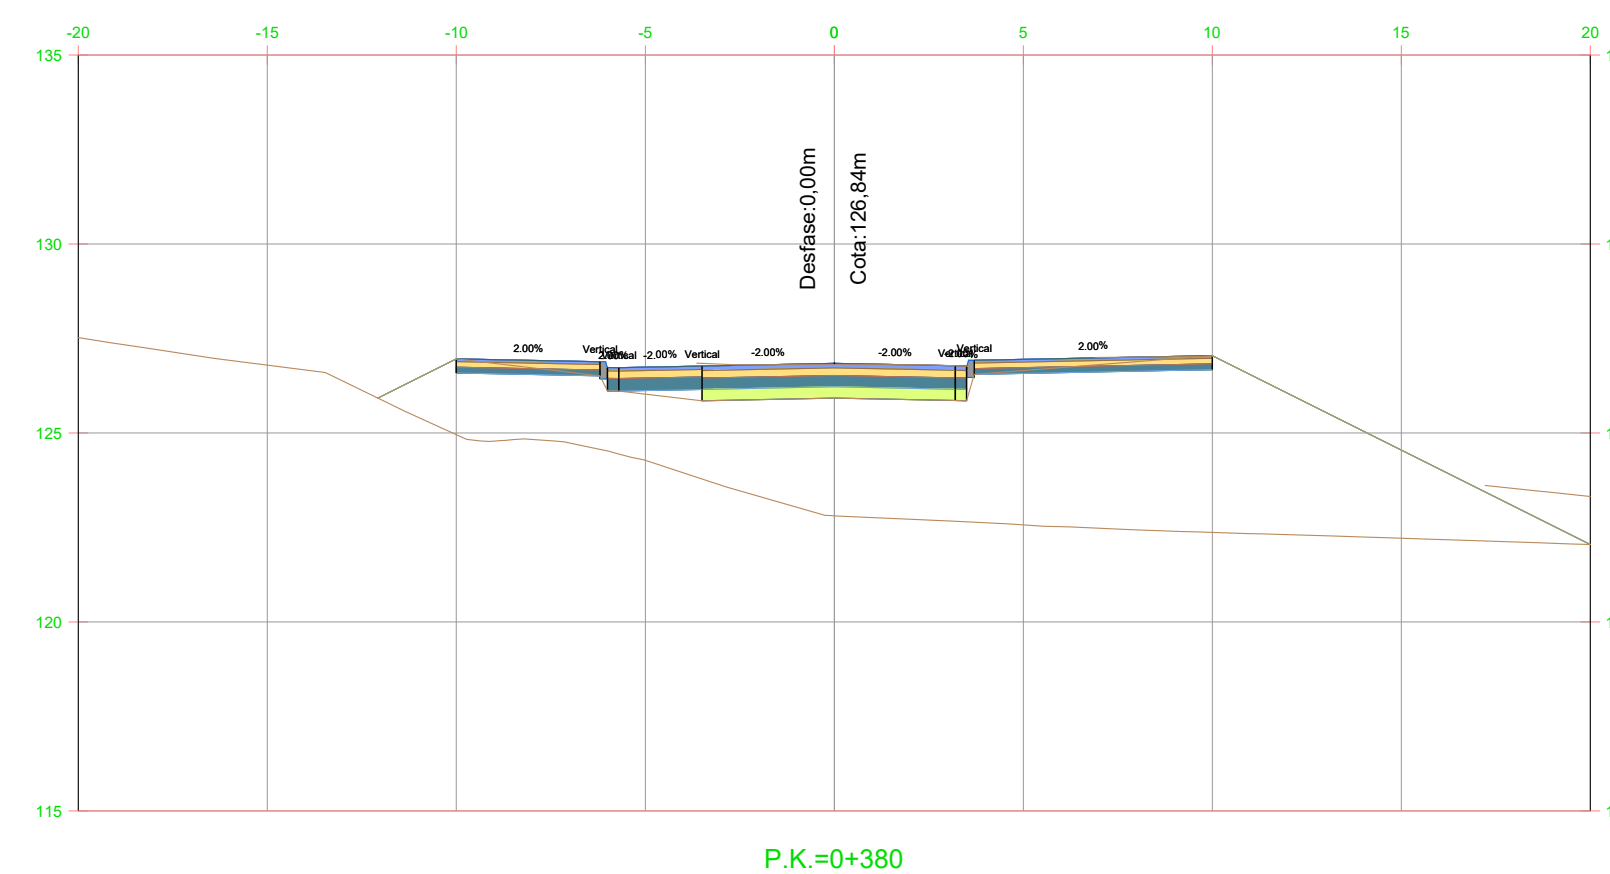 -20 -15 -10 -5 0 5 10 15 20
135
130
125
120
115
Desfase:0,00m
Cota:126,84m
2.00% Vertical -2.00% Vertical -2.00% -2.00% Vertical 2.00%
P.K.=0+380